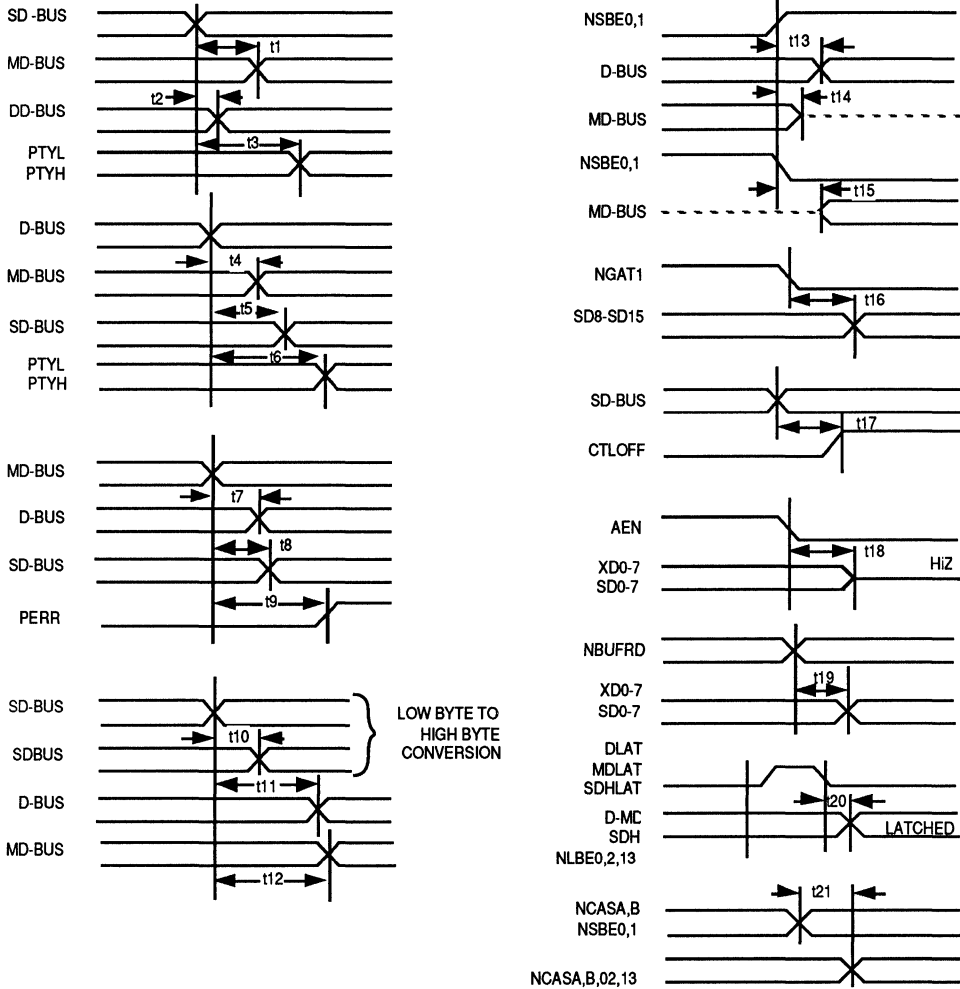 SD-BUS
t1
MD-BUS
t2
DD-BUS
t3
PTYL
PTYH
D-BUS
t4
MD-BUS
t5
SD-BUS
t6
PTYL
PTYH
MD-BUS
t7
D-BUS
t8
SD-BUS
t9
PERR
SD-BUS
t10
SDBUS
LOW BYTE TO
HIGH BYTE
CONVERSION
t11
D-BUS
MD-BUS
t12
NSBE0,1
t13
D-BUS
t14
MD-BUS
NSBE0,1
t15
MD-BUS
NGAT1
t16
SD8-SD15
SD-BUS
t17
CTLOFF
AEN
t18
XD0-7
HiZ
SD0-7
NBUFRD
t19
XD0-7
SD0-7
DLAT
MDLAT
SDHLAT
t20
D-MD
SDH
LATCHED
NLBE0,2,13
t21
NCASA,B
NSBE0,1
NCASA,B,02,13